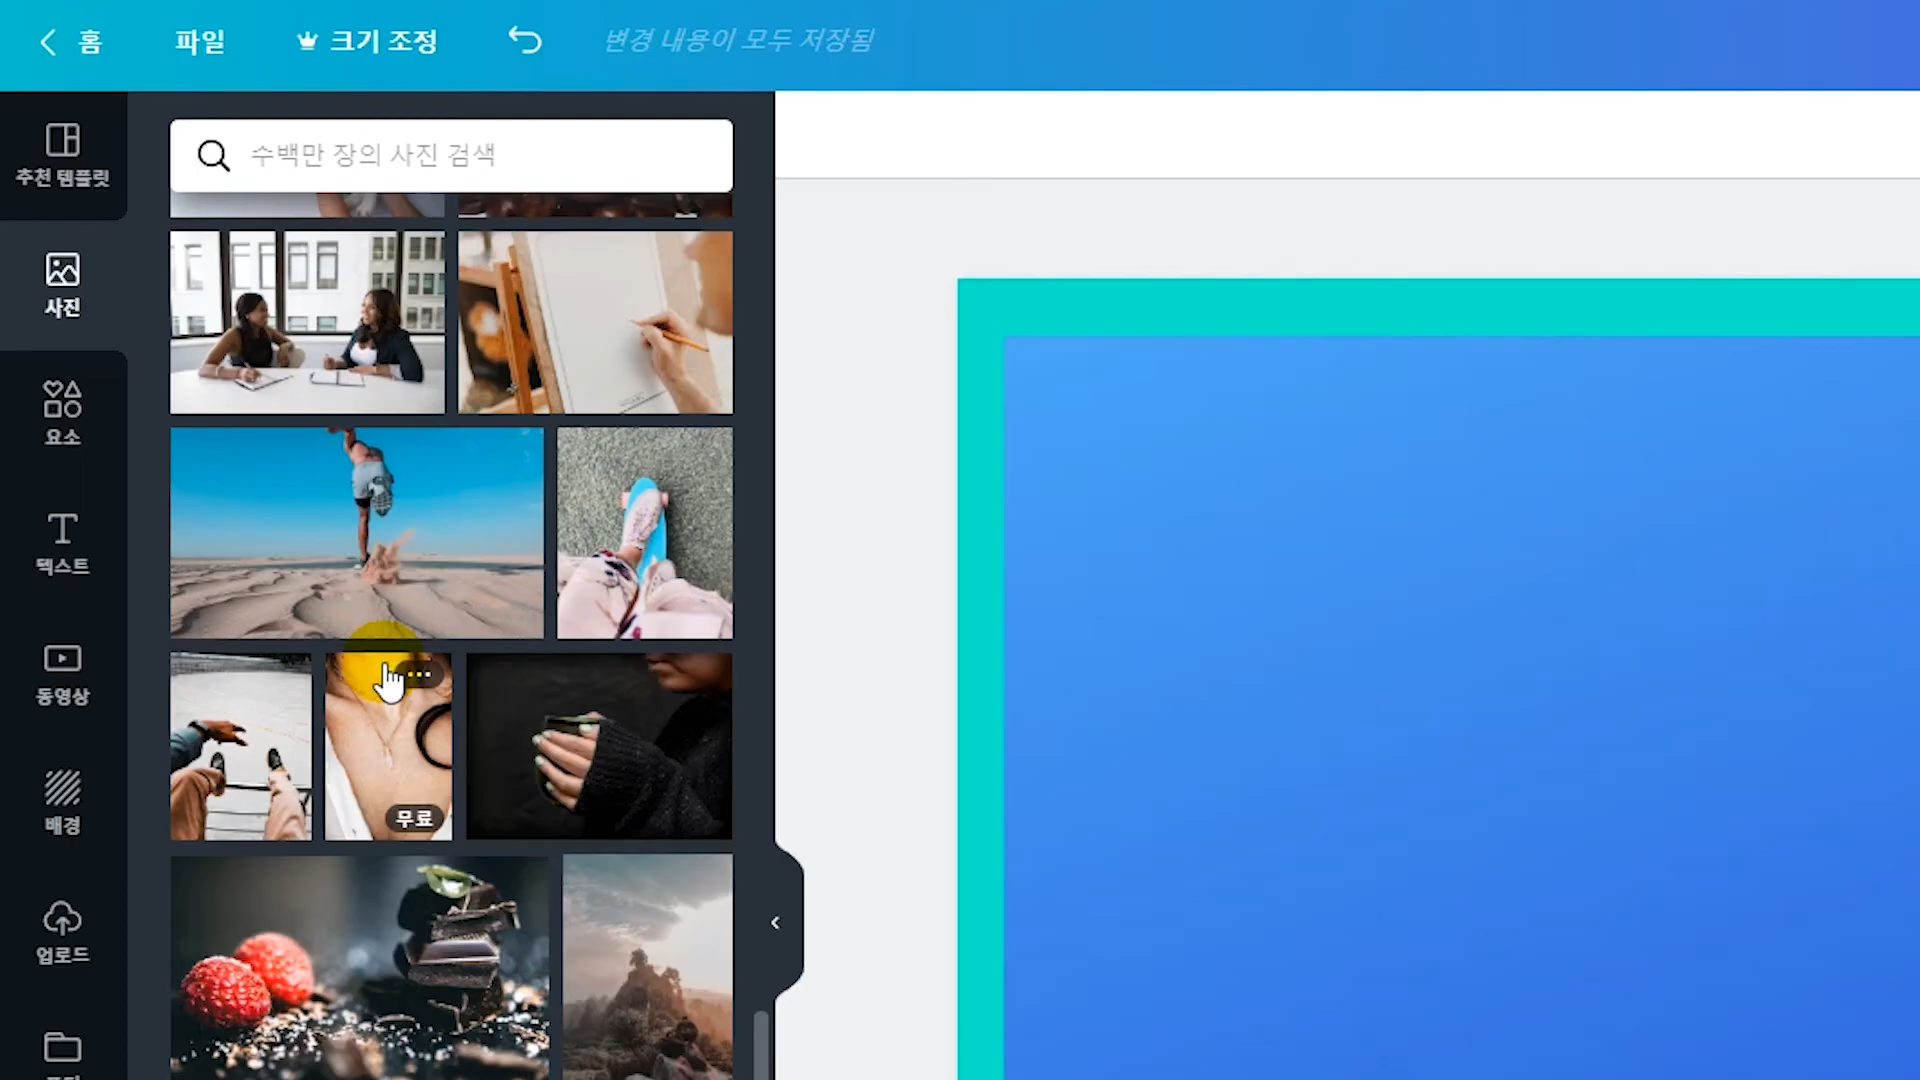 홈
파일
크기 조정
변경 내용이 모두 저장됨
추천 템플릿
수백만 장의 사진 검색
사진
요소
텍스트
동영상
무료
배경
업로드